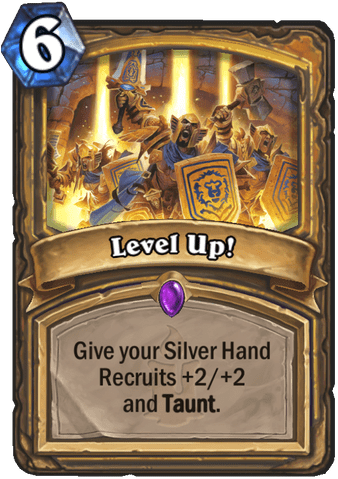 6
Level Up!
Give your Silver Hand
Recruits +2/+2
and Taunt.